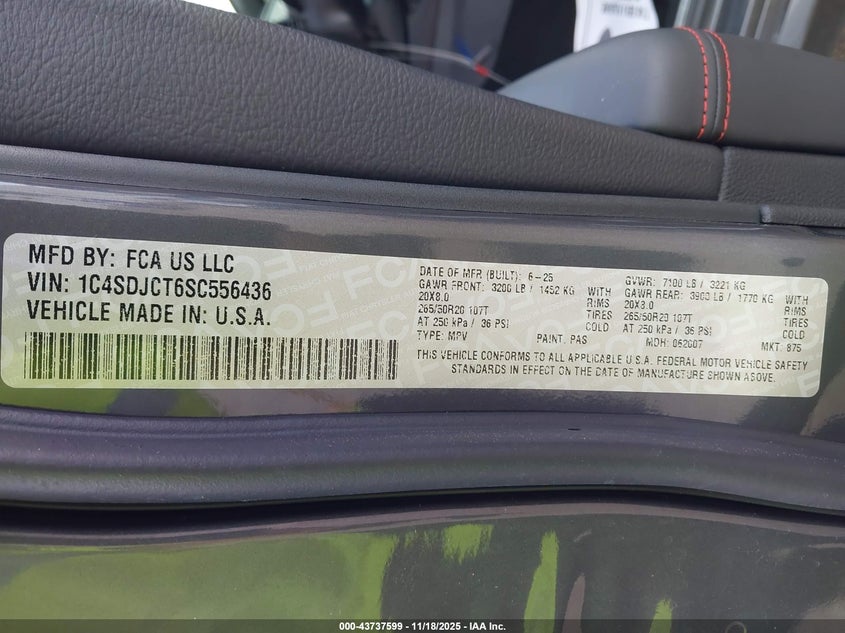 MFD BY: FCA US LLC
VIN: 1C4SDJCT6SC556436
VEHICLE MADE IN: U.S.A.
DATE OF MFR (BUILT): 6-25
GAWR FRONT: 3200 LB / 1452 KG
20X8.0 RIMS
265/50R20 107T TIRES
AT 250 kPa / 36 PSI COLD
TYPE: MPV PAINT: PAS
GVWR: 7100 LB / 3221 KG
GAWR REAR: 3900 LB / 1770 KG
20X8.0 RIMS
265/50R20 107T TIRES
AT 250 kPa / 36 PSI COLD
MDH: 062607 MKT: 875
THIS VEHICLE CONFORMS TO ALL APPLICABLE U.S.A. FEDERAL MOTOR VEHICLE SAFETY
STANDARDS IN EFFECT ON THE DATE OF MANUFACTURE SHOWN ABOVE.
000-43737599 - 11/18/2025 - IAA Inc.